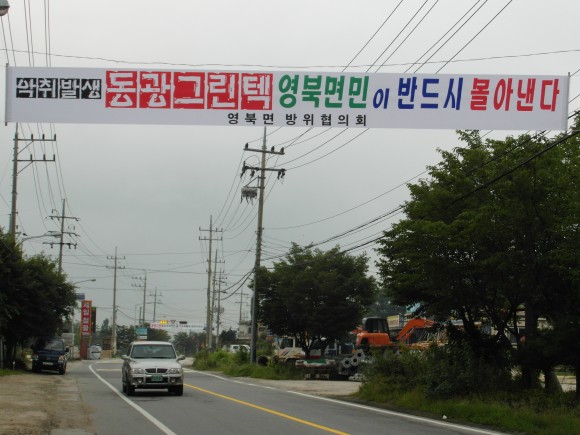 악취발생 동광그린텍 영북면민이 반드시 몰아낸다
영북면 방위협의회